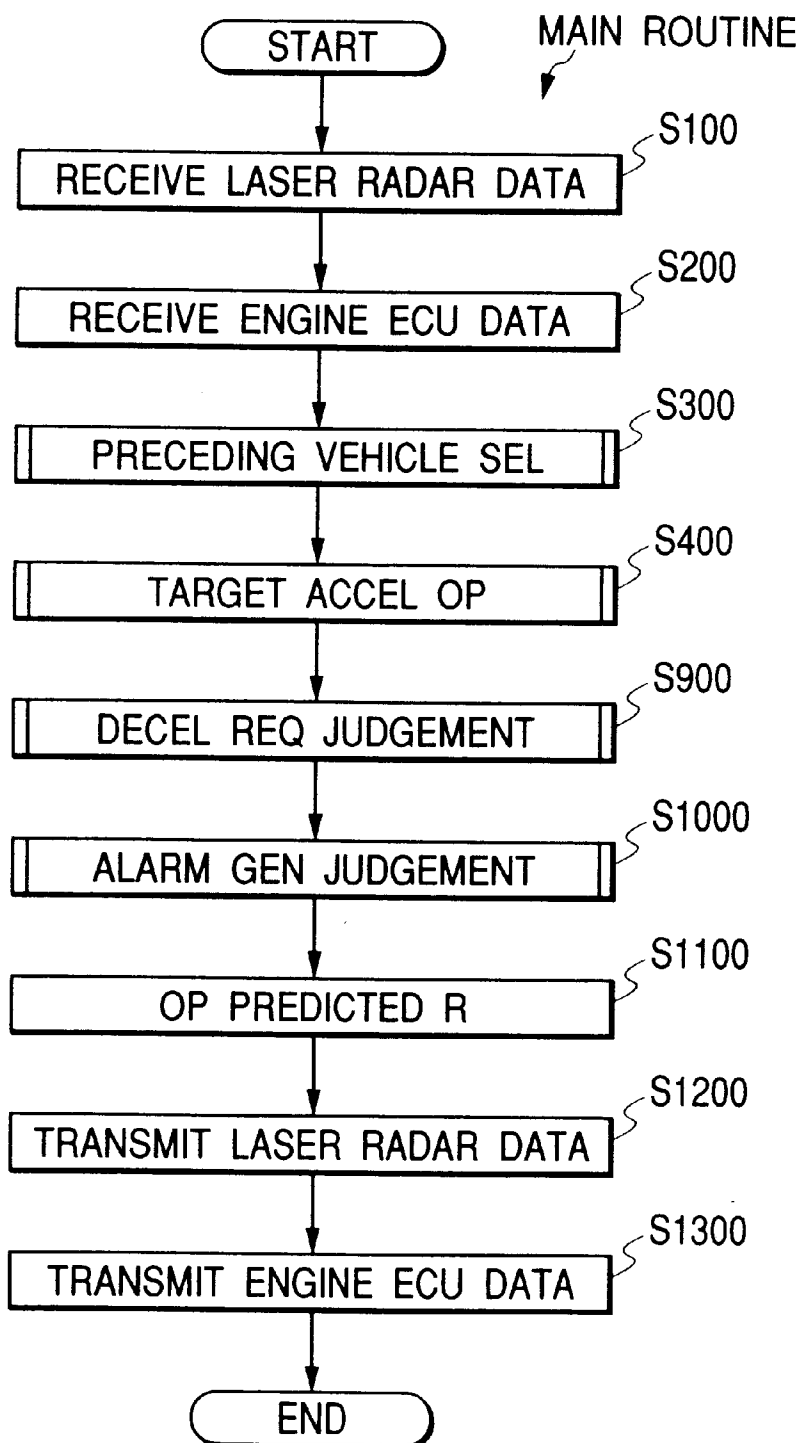 START
MAIN ROUTINE
S100
RECEIVE LASER RADAR DATA
S200
RECEIVE ENGINE ECU DATA
S300
PRECEDING VEHICLE SEL
S400
TARGET ACCEL OP
S900
DECEL REQ JUDGEMENT
S1000
ALARM GEN JUDGEMENT
S1100
OP PREDICTED R
S1200
TRANSMIT LASER RADAR DATA
S1300
TRANSMIT ENGINE ECU DATA
END